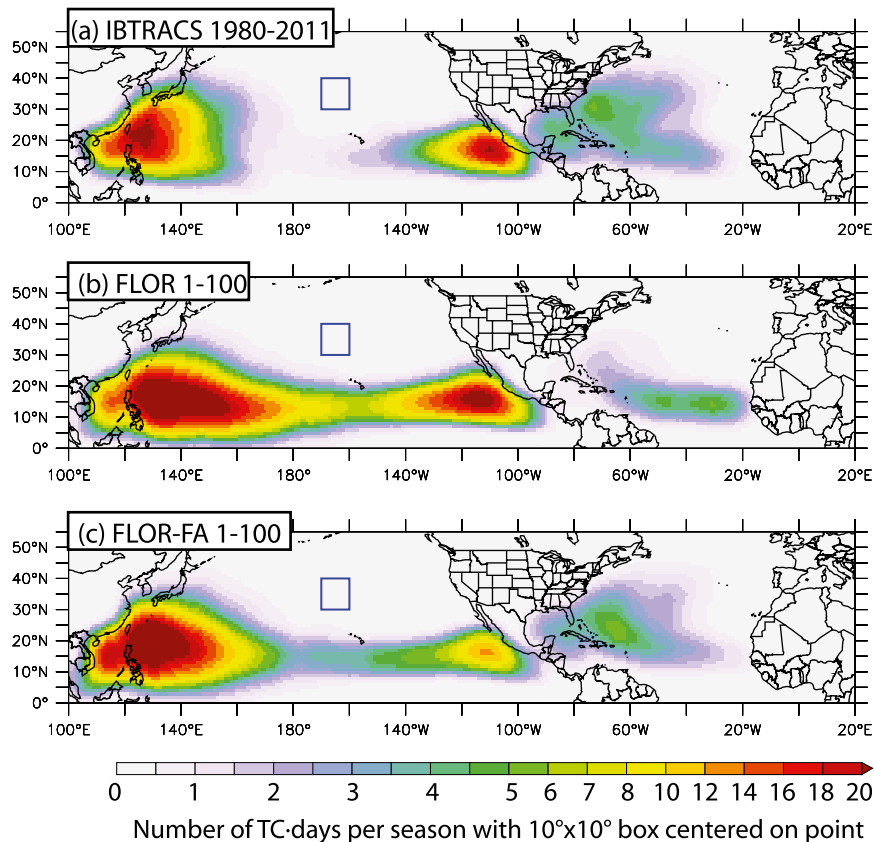 (a) IBTRACS 1980-2011
50°N
40°N
30°N
20°N
10°N
0°
100°E 140°E 180° 140°W 100°W 60°W 20°W 20°E
(b) FLOR 1-100
50°N
40°N
30°N
20°N
10°N
0°
100°E 140°E 180° 140°W 100°W 60°W 20°W 20°E
(c) FLOR-FA 1-100
50°N
40°N
30°N
20°N
10°N
0°
100°E 140°E 180° 140°W 100°W 60°W 20°W 20°E
0 1 2 3 4 5 6 7 8 10 12 14 16 18 20
Number of TC·days per season with 10°x10° box centered on point